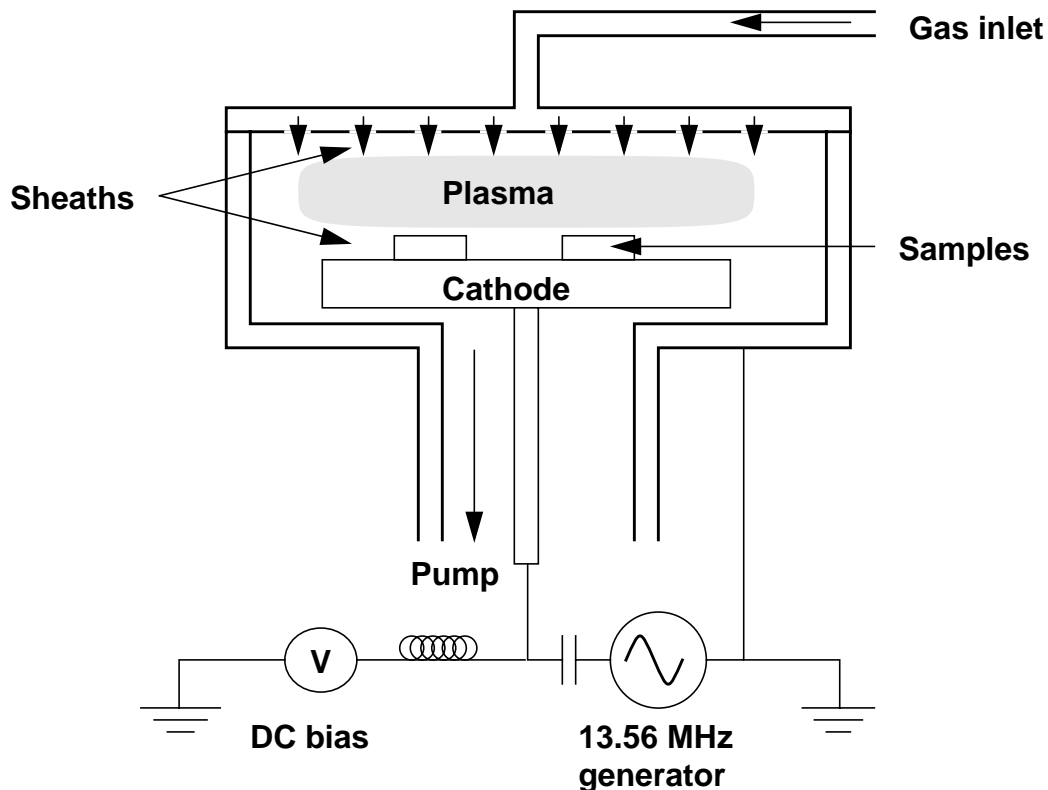 Gas inlet
Plasma
Sheaths
Samples
Cathode
Pump
V
DC bias
13.56 MHz
generator